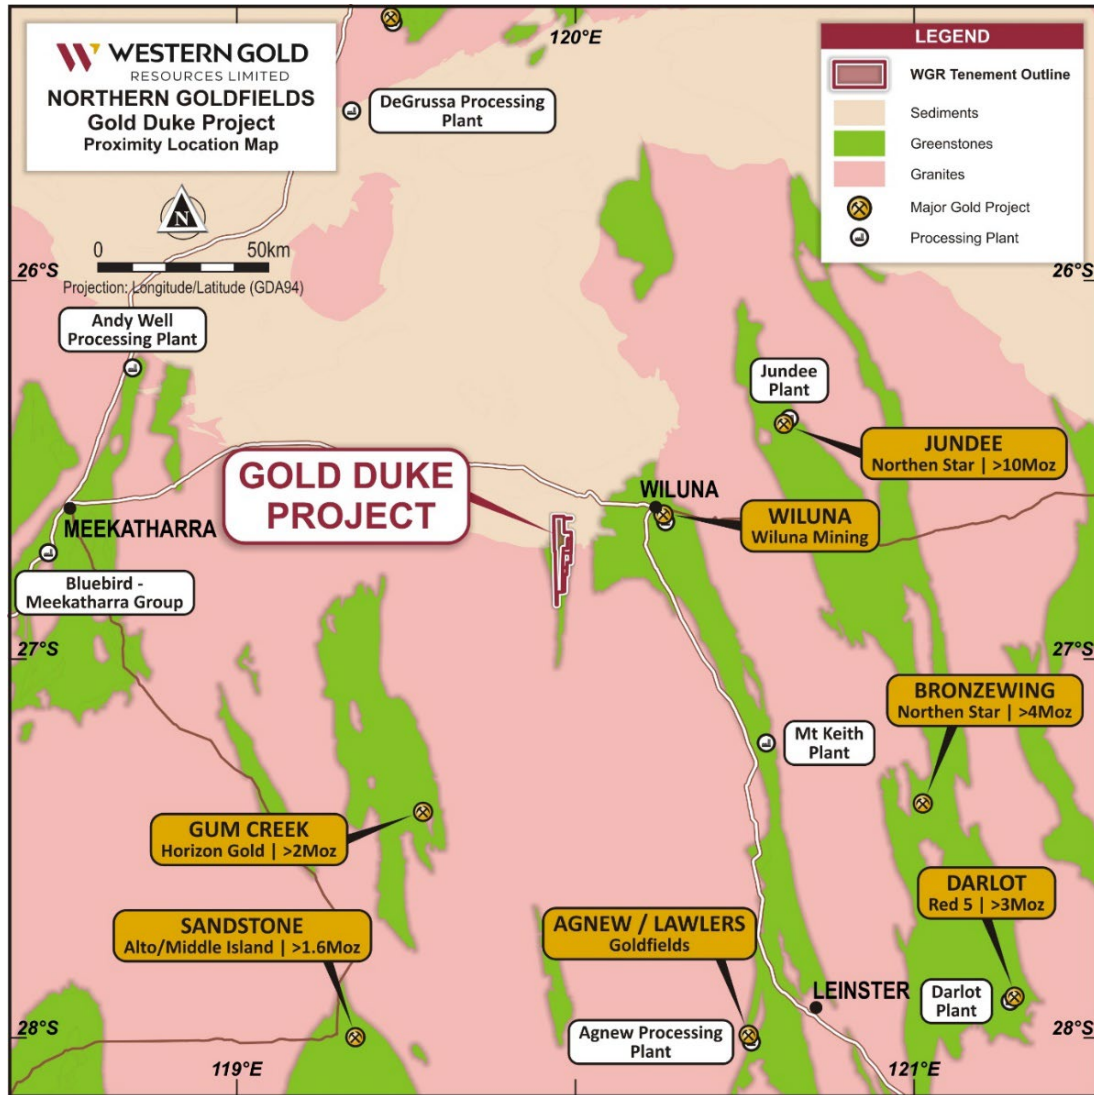 WESTERN GOLD
RESOURCES LIMITED
NORTHERN GOLDFIELDS
Gold Duke Project
Proximity Location Map
N
0 50km
Projection: Longitude/Latitude (GDA94)
120°E
DeGrussa Processing
Plant
LEGEND
WGR Tenement Outline
Sediments
Greenstones
Granites
Major Gold Project
Processing Plant
26°S
26°S
Andy Well
Processing Plant
Jundee
Plant
JUNDEE
Northen Star | >10Moz
GOLD DUKE
PROJECT
WILUNA
WILUNA
Wiluna Mining
MEEKATHARRA
Bluebird -
Meekatharra Group
27°S
27°S
BRONZEWING
Northen Star | >4Moz
Mt Keith
Plant
GUM CREEK
Horizon Gold | >2Moz
DARLOT
Red 5 | >3Moz
SANDSTONE
Alto/Middle Island | >1.6Moz
AGNEW / LAWLERS
Goldfields
LEINSTER
Darlot
Plant
28°S
28°S
Agnew Processing
Plant
119°E
121°E